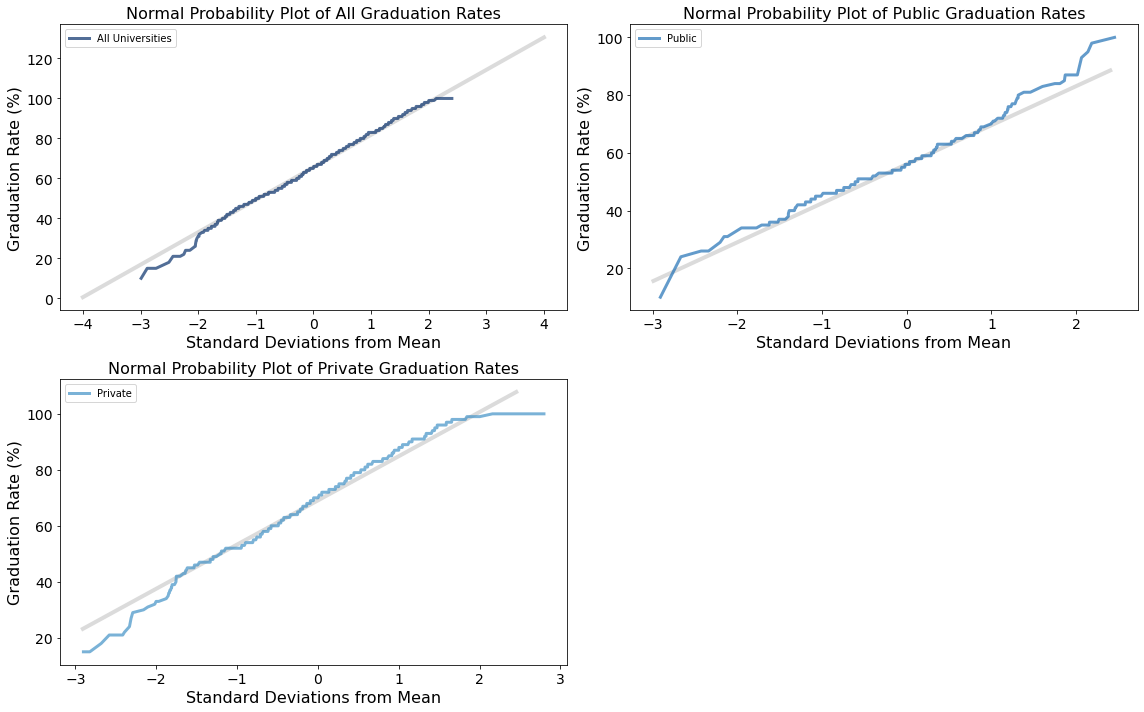 Normal Probability Plot of All Graduation Rates
All Universities
120
100
80
60
40
20
0
Graduation Rate (%)
−4 −3 −2 −1 0 1 2 3 4
Standard Deviations from Mean
Normal Probability Plot of Public Graduation Rates
Public
100
80
60
40
20
Graduation Rate (%)
−3 −2 −1 0 1 2
Standard Deviations from Mean
Normal Probability Plot of Private Graduation Rates
Private
100
80
60
40
20
Graduation Rate (%)
−3 −2 −1 0 1 2 3
Standard Deviations from Mean